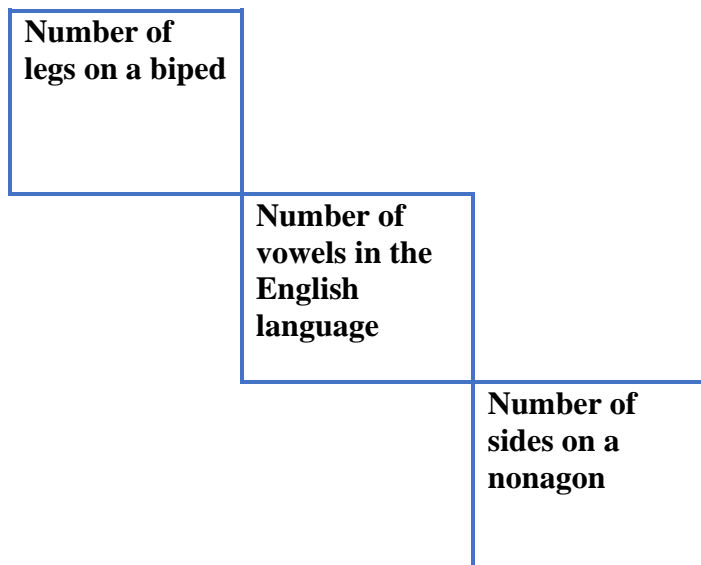 Number of
legs on a biped
Number of
vowels in the
English
language
Number of
sides on a
nonagon